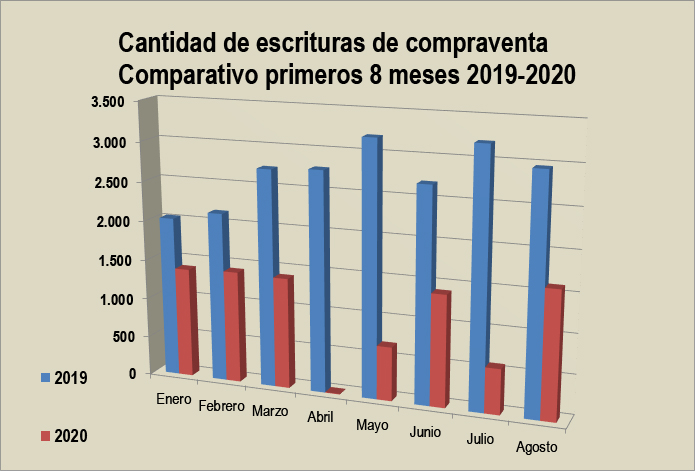 Cantidad de escrituras de compraventa
Comparativo primeros 8 meses 2019-2020
3.500
3.000
2.500
2.000
1.500
1.000
500
0
Enero
Febrero
Marzo
Abril
Mayo
Junio
Julio
Agosto
2019
2020